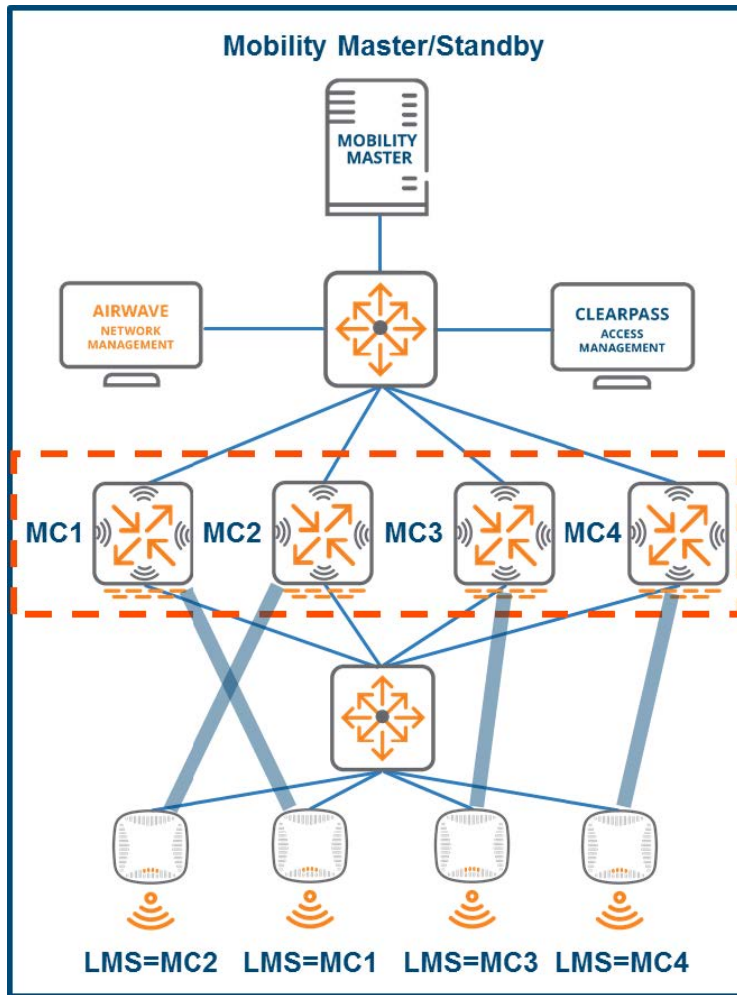 Mobility Master/Standby
MOBILITY
MASTER
AIRWAVE
NETWORK
MANAGEMENT
CLEARPASS
ACCESS
MANAGEMENT
MC1
MC2
MC3
MC4
LMS=MC2
LMS=MC1
LMS=MC3
LMS=MC4